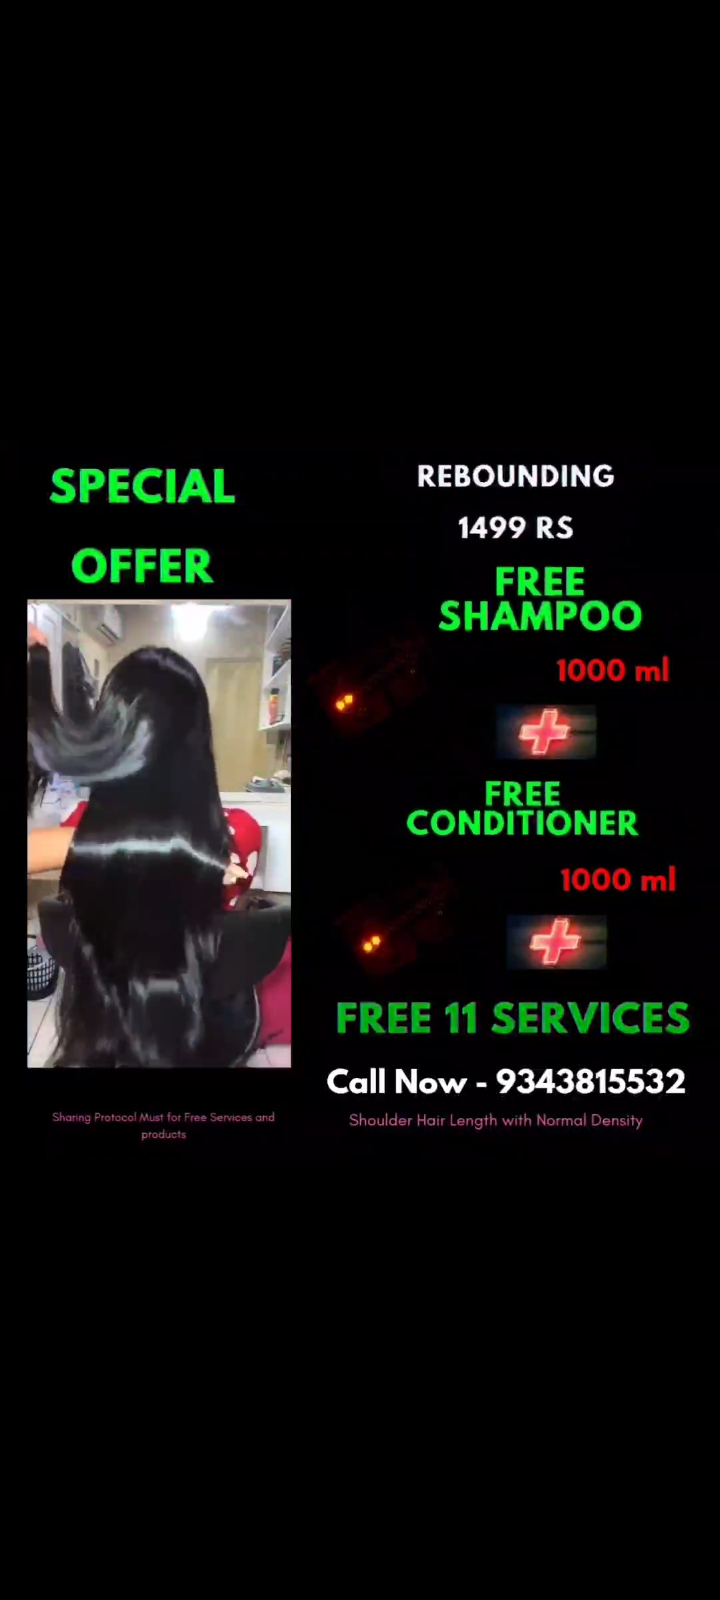 SPECIAL
OFFER
REBOUNDING
1499 RS
FREE
SHAMPOO
1000 ml
FREE
CONDITIONER
1000 ml
FREE 11 SERVICES
Call Now - 9343815532
Sharing Protocol Must for Free Services and
products
Shoulder Hair Length with Normal Density